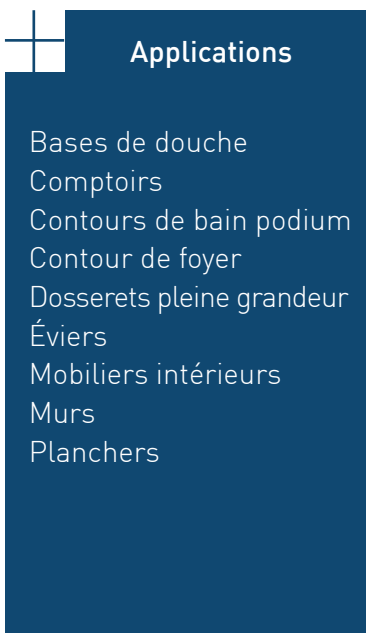 Applications
Bases de douche
Comptoirs
Contours de bain podium
Contour de foyer
Dosserets pleine grandeur
Éviers
Mobiliers intérieurs
Murs
Planchers